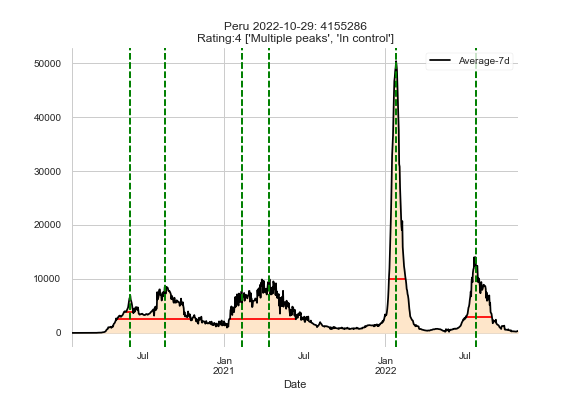 Peru 2022-10-29: 4155286
Rating:4 ['Multiple peaks', 'In control']
Average-7d
50000
40000
30000
20000
10000
0
Jul
Jan
2021
Jul
Jan
2022
Jul
Date